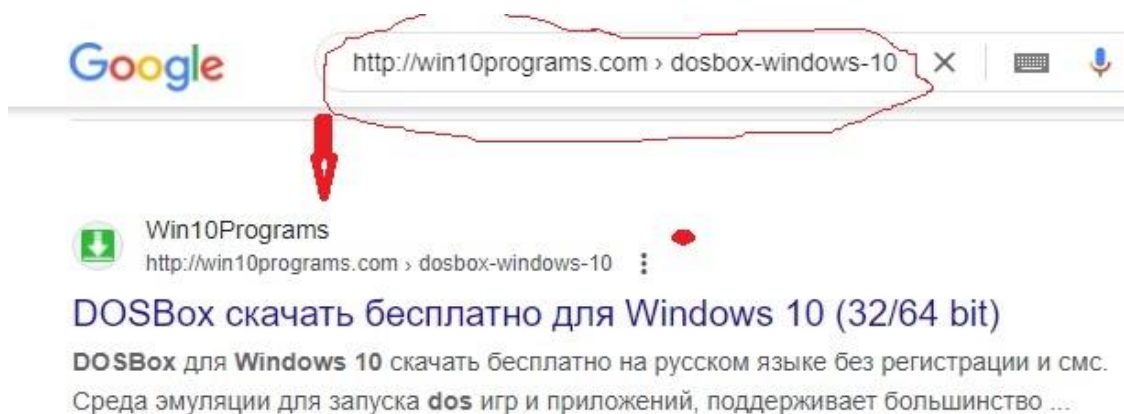 Google
http://win10programs.com › dosbox-windows-10
Win10Programs
http://win10programs.com › dosbox-windows-10
DOSBox скачать бесплатно для Windows 10 (32/64 bit)
DOSBox для Windows 10 скачать бесплатно на русском языке без регистрации и смс.
Среда эмуляции для запуска dos игр и приложений, поддерживает большинство ...